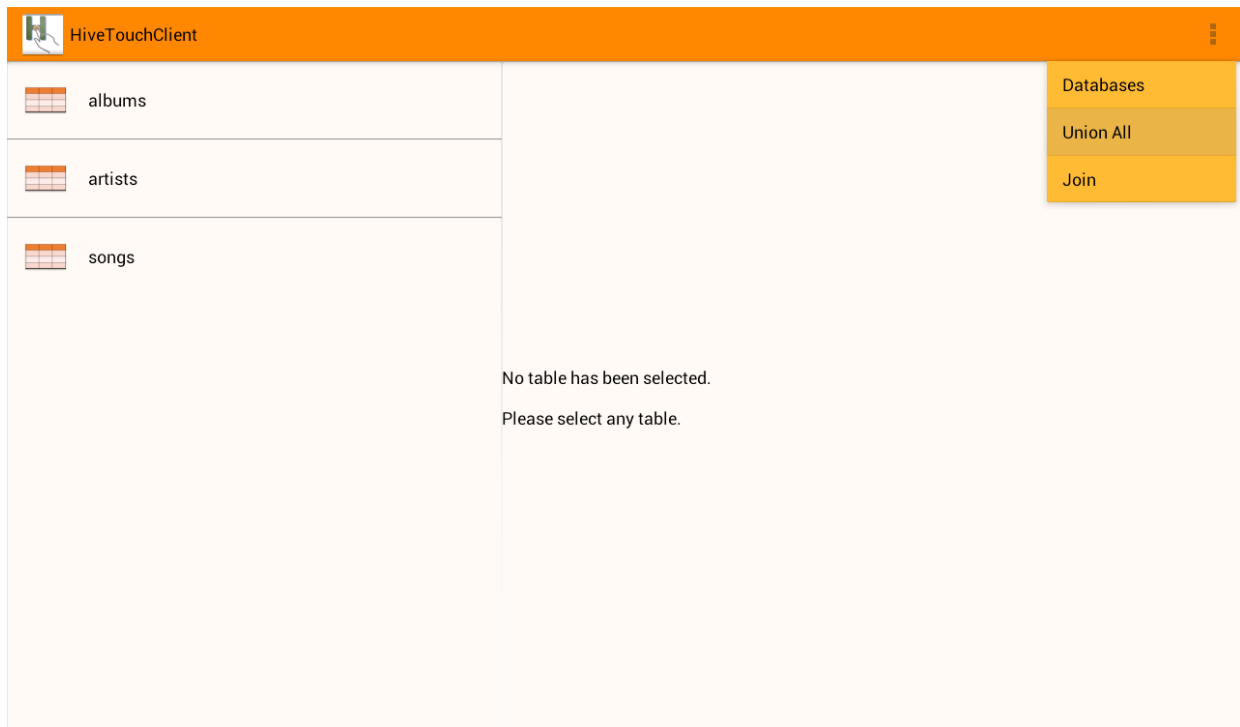 HiveTouchClient
albums
artists
songs
Databases
Union All
Join
No table has been selected.
Please select any table.